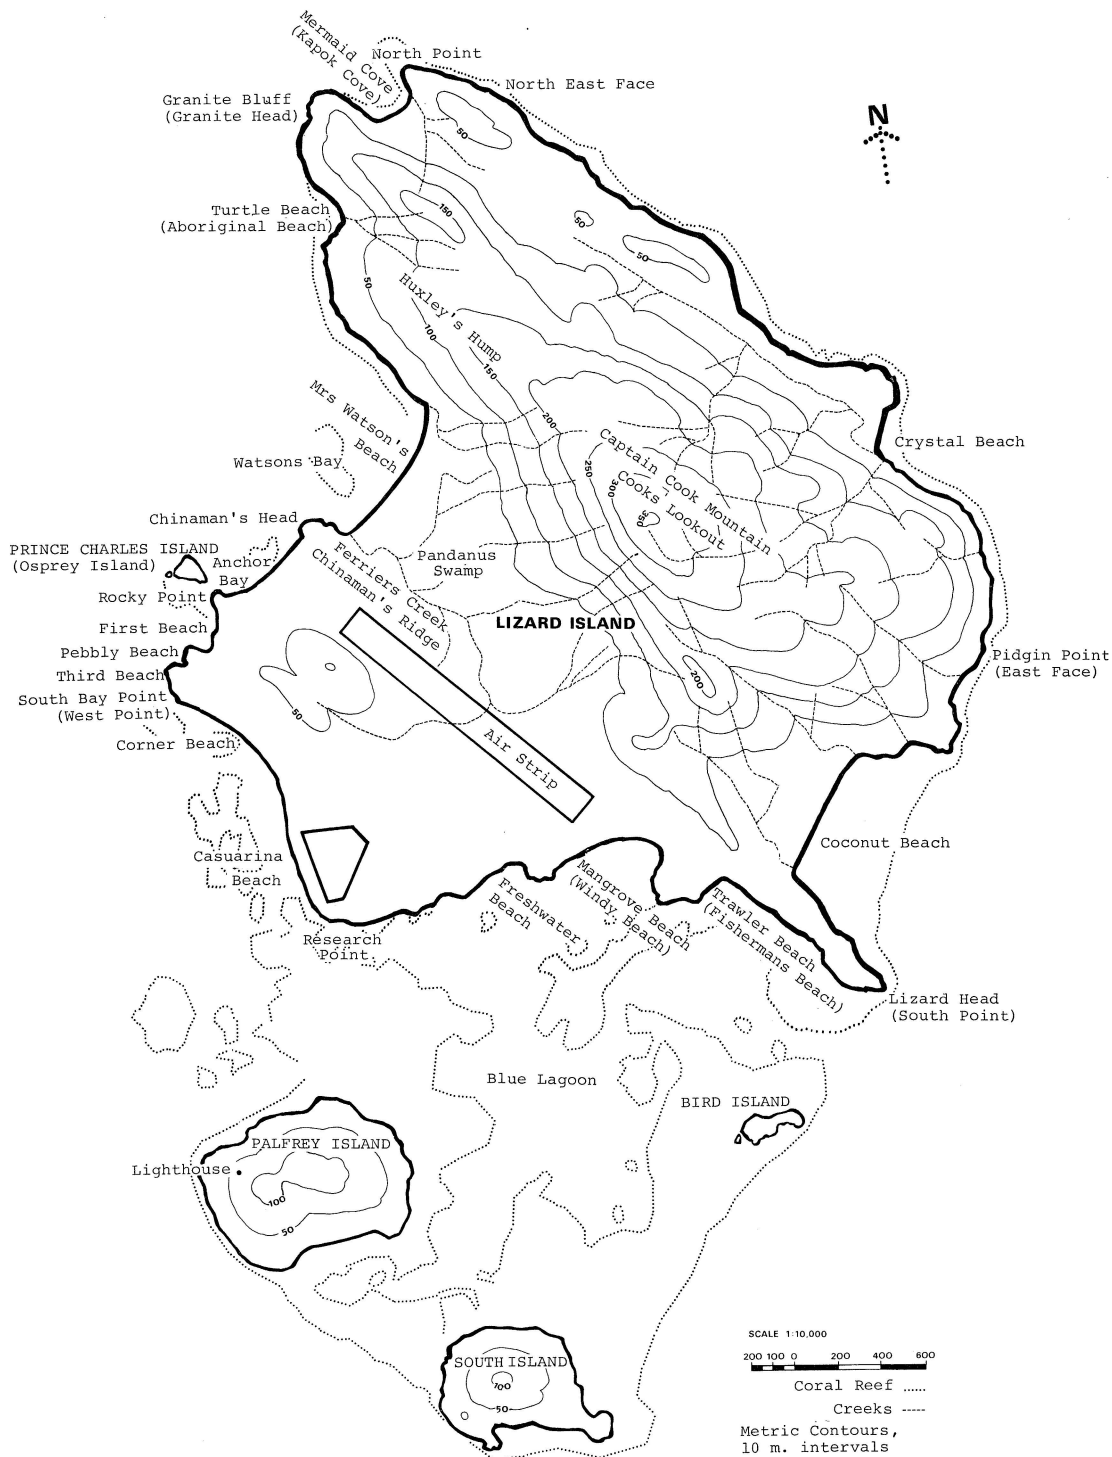 Mermaid Cove
(Kapok Cove)
North Point
North East Face
Granite Bluff
(Granite Head)
N
50
Turtle Beach
(Aboriginal Beach)
150
50
50
50
Huxley's Hump
100
150
Mrs Watson's
Beach
200
Captain Cook Mountain
Cooks Lookout
250
300
350
Crystal Beach
Watsons Bay
Chinaman's Head
PRINCE CHARLES ISLAND
(Osprey Island)
Anchor
Bay
Ferriers Creek
Chinaman's Ridge
Pandanus
Swamp
Rocky Point
LIZARD ISLAND
First Beach
Pebbly Beach
Third Beach
South Bay Point
(West Point)
200
Pidgin Point
(East Face)
50
Corner Beach
Air Strip
Coconut Beach
Casuarina
Beach
Freshwater
Beach
Mangrove Beach
(Windy Beach)
Trawler Beach
(Fishermans Beach)
Research
Point
Lizard Head
(South Point)
Blue Lagoon
BIRD ISLAND
PALFREY ISLAND
Lighthouse
100
50
SOUTH ISLAND
100
50
SCALE 1:10,000
200 100 0 200 400 600
Coral Reef ......
Creeks ----
Metric Contours,
10 m. intervals